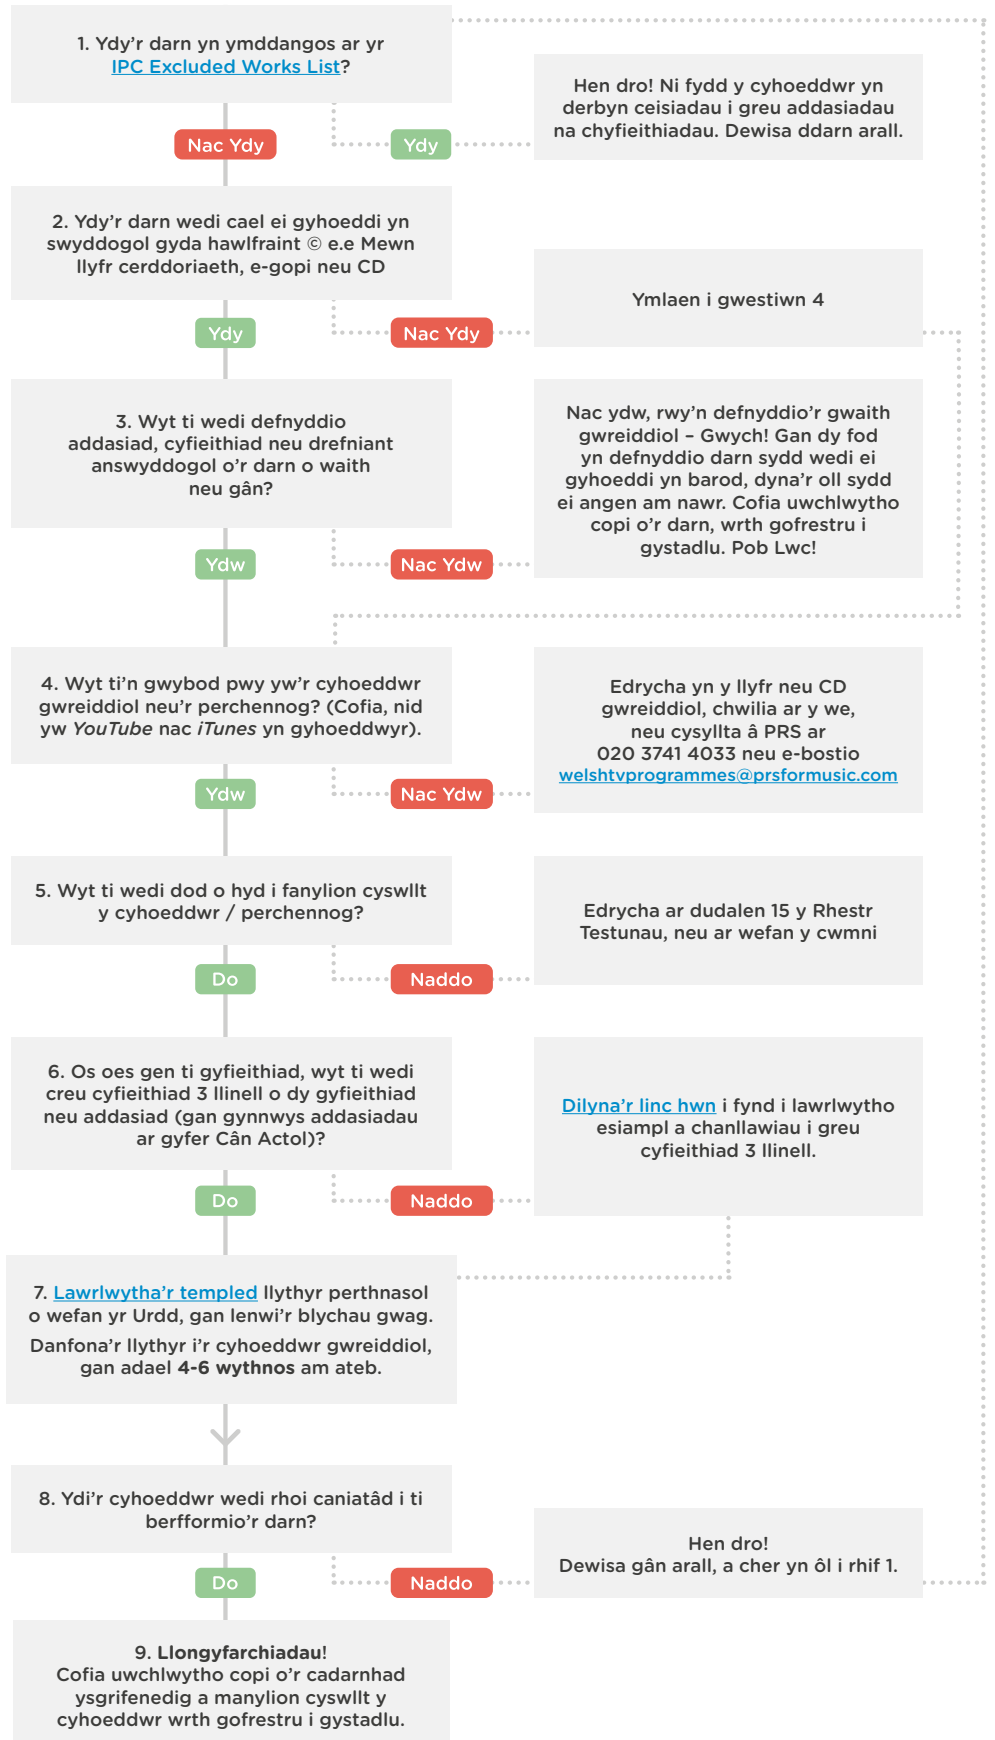 1. Ydy'r darn yn ymddangos ar yr
IPC Excluded Works List?
Hen dro! Ni fydd y cyhoeddwr yn
derbyn ceisiadau i greu addasiadau
na chyfieithiadau. Dewisa ddarn arall.
Nac Ydy
Ydy
2. Ydy'r darn wedi cael ei gyhoeddi yn
swyddogol gyda hawlfraint © e.e Mewn
llyfr cerddoriaeth, e-gopi neu CD
Ymlaen i gwestiwn 4
Ydy
Nac Ydy
3. Wyt ti wedi defnyddio
addasiad, cyfieithiad neu drefniant
answyddogol o'r darn o waith
neu gân?
Nac ydw, rwy'n defnyddio'r gwaith
gwreiddiol – Gwych! Gan dy fod
yn defnyddio darn sydd wedi ei
gyhoeddi yn barod, dyna'r oll sydd
ei angen am nawr. Cofia uwchlwytho
copi o'r darn, wrth gofrestru i
gystadlu. Pob Lwc!
Ydw
Nac Ydw
4. Wyt ti'n gwybod pwy yw'r cyhoeddwr
gwreiddiol neu'r perchennog? (Cofia, nid
yw YouTube nac iTunes yn gyhoeddwyr).
Edrycha yn y llyfr neu CD
gwreiddiol, chwilia ar y we,
neu cysyllta â PRS ar
020 3741 4033 neu e-bostio
welshtvprogrammes@prsformusic.com
Ydw
Nac Ydw
5. Wyt ti wedi dod o hyd i fanylion cyswllt
y cyhoeddwr / perchennog?
Edrycha ar dudalen 15 y Rhestr
Testunau, neu ar wefan y cwmni
Do
Naddo
6. Os oes gen ti gyfieithiad, wyt ti wedi
creu cyfieithiad 3 llinell o dy gyfieithiad
neu addasiad (gan gynnwys addasiadau
ar gyfer Cân Actol)?
Dilyna'r linc hwn i fynd i lawrlwytho
esiampl a chanllawiau i greu
cyfieithiad 3 llinell.
Do
Naddo
7. Lawrlwytha'r templed llythyr perthnasol
o wefan yr Urdd, gan lenwi'r blychau gwag.
Danfona'r llythyr i'r cyhoeddwr gwreiddiol,
gan adael 4-6 wythnos am ateb.
8. Ydi'r cyhoeddwr wedi rhoi caniatâd i ti
berfformio'r darn?
Hen dro!
Dewisa gân arall, a cher yn ôl i rhif 1.
Do
Naddo
9. Llongyfarchiadau!
Cofia uwchlwytho copi o'r cadarnhad
ysgrifenedig a manylion cyswllt y
cyhoeddwr wrth gofrestru i gystadlu.